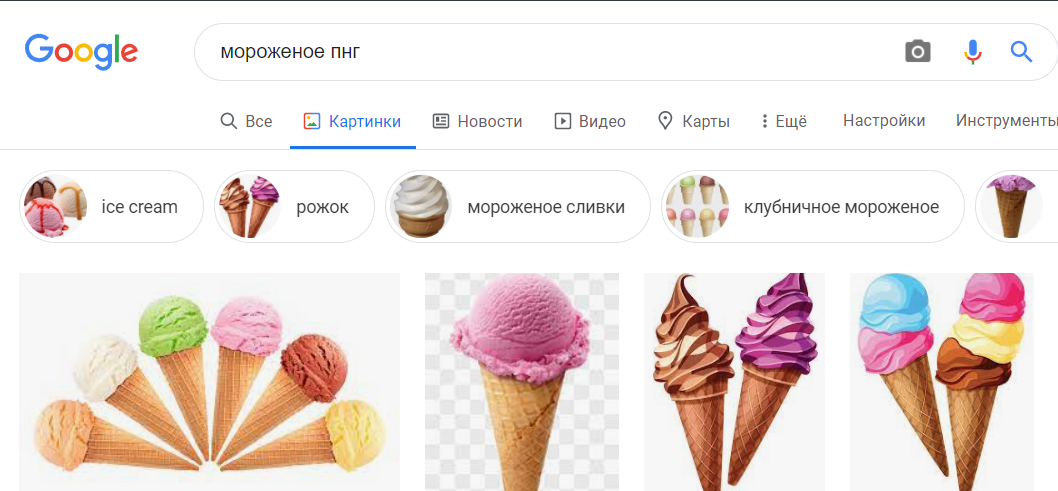 Google
мороженое пнг
Все Картинки Новости Видео Карты Ещё Настройки Инструменты
ice cream рожок мороженое сливки клубничное мороженое